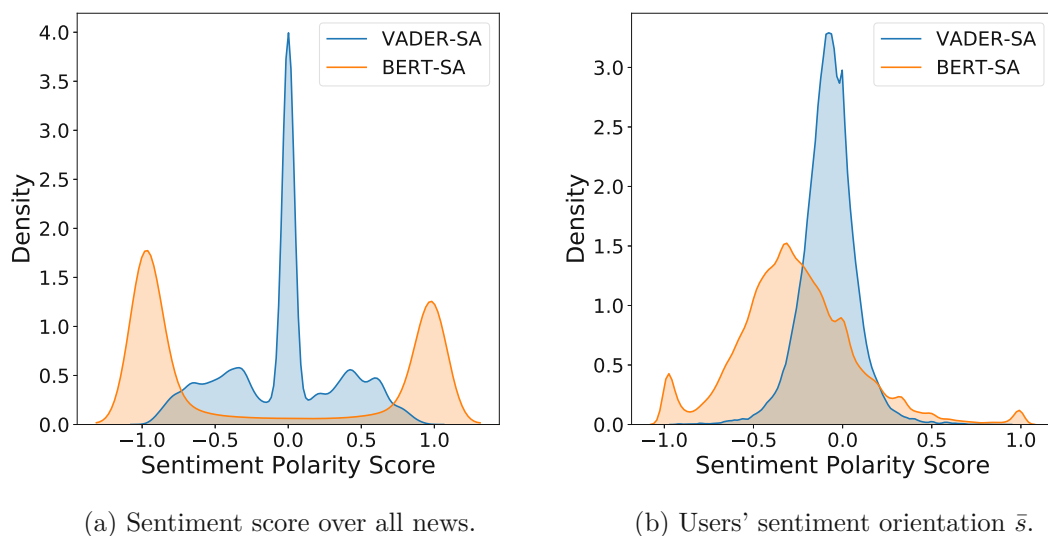 VADER-SA
BERT-SA
4.0
3.5
3.0
2.5
2.0
1.5
1.0
0.5
0.0
Density
−1.0 −0.5 0.0 0.5 1.0
Sentiment Polarity Score
(a) Sentiment score over all news.
VADER-SA
BERT-SA
3.0
2.5
2.0
1.5
1.0
0.5
0.0
Density
−1.0 −0.5 0.0 0.5 1.0
Sentiment Polarity Score
(b) Users' sentiment orientation s̄.